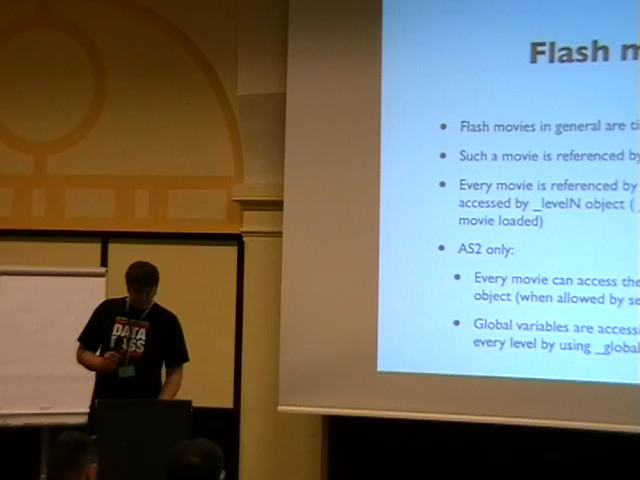 Flash m
• Flash movies in general are ti
• Such a movie is referenced by
• Every movie is referenced by
accessed by _levelN object (
movie loaded)
• AS2 only:
• Every movie can access the
object (when allowed by se
• Global variables are accessi
every level by using _global
DATA